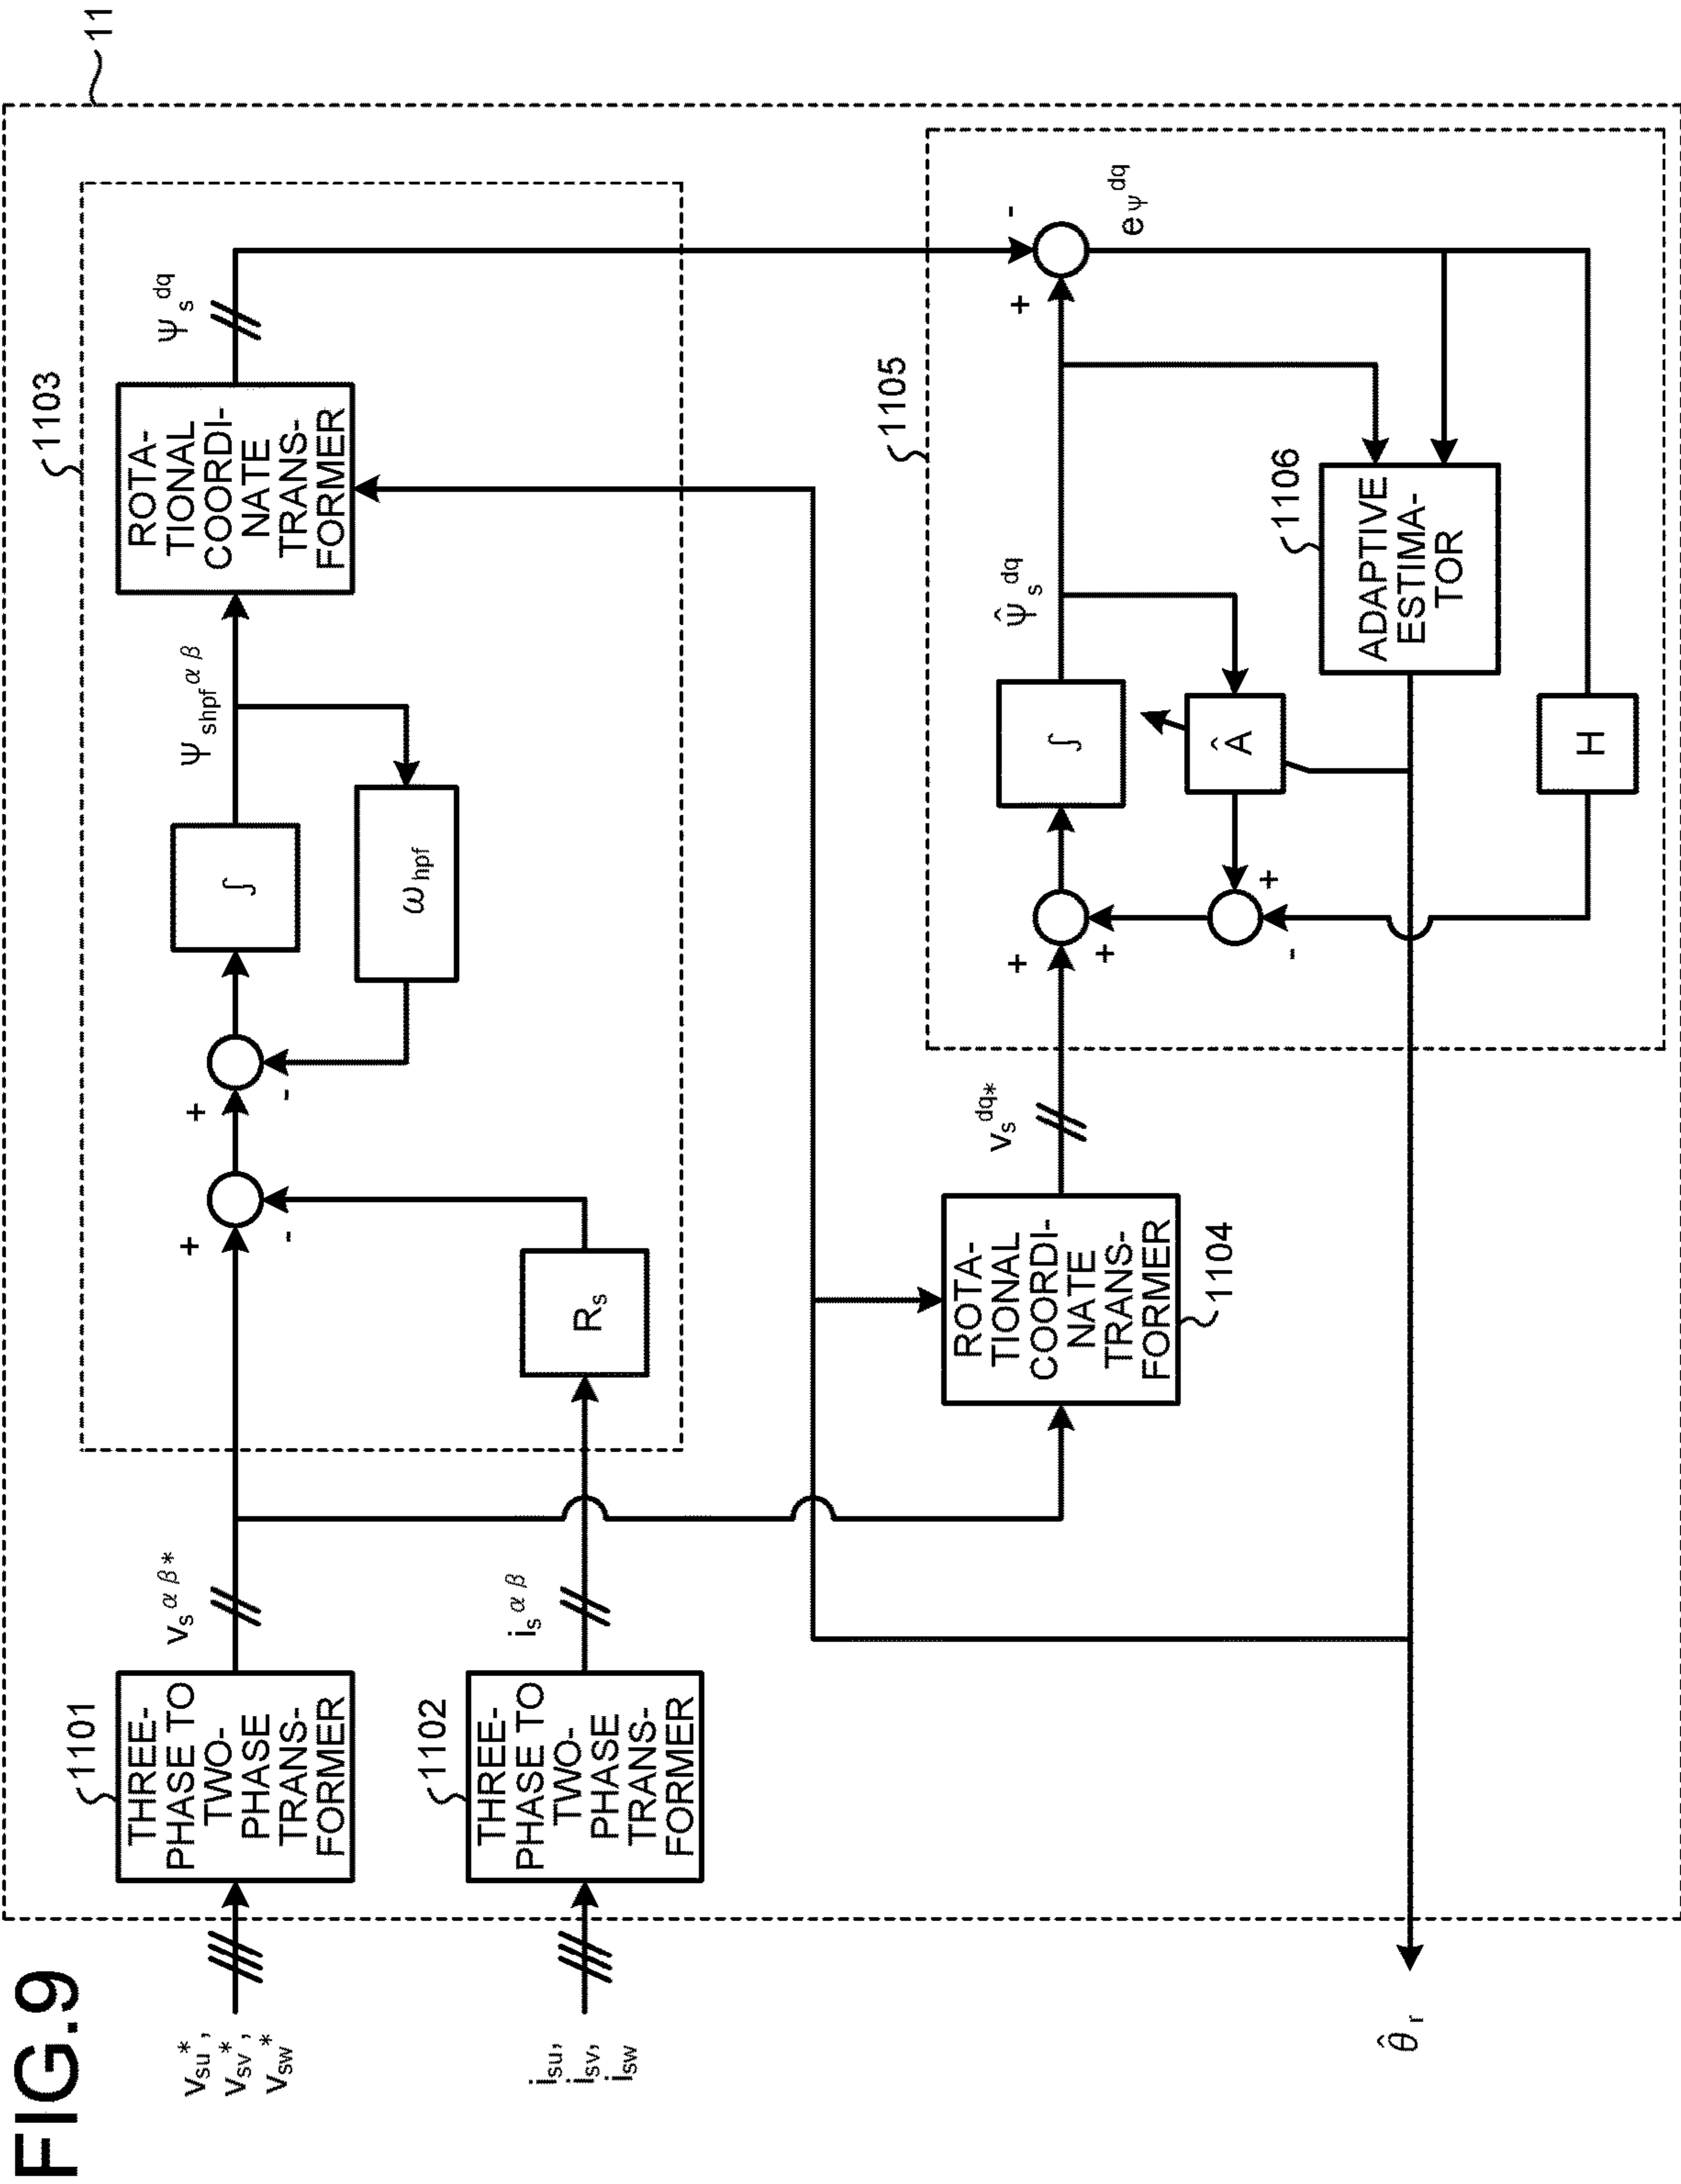 FIG.9
11
v_su*,
v_sv*,
v_sw*
1101
THREE-
PHASE TO
TWO-
PHASE
TRANS-
FORMER
v_s^αβ*
+
-
+
-
∫
ω_hpf
ψ_shpf^αβ
1103
ROTA-
TIONAL
COORDI-
NATE
TRANS-
FORMER
ψ_s^dq
i_su,
i_sv,
i_sw
1102
THREE-
PHASE TO
TWO-
PHASE
TRANS-
FORMER
i_s^αβ
R_s
ROTA-
TIONAL
COORDI-
NATE
TRANS-
FORMER
1104
v_s^dq*
1105
+
+
∫
ψ̂_s^dq
+
-
e_ψ^dq
Â
+
-
1106
ADAPTIVE
ESTIMA-
TOR
H
θ̂_r